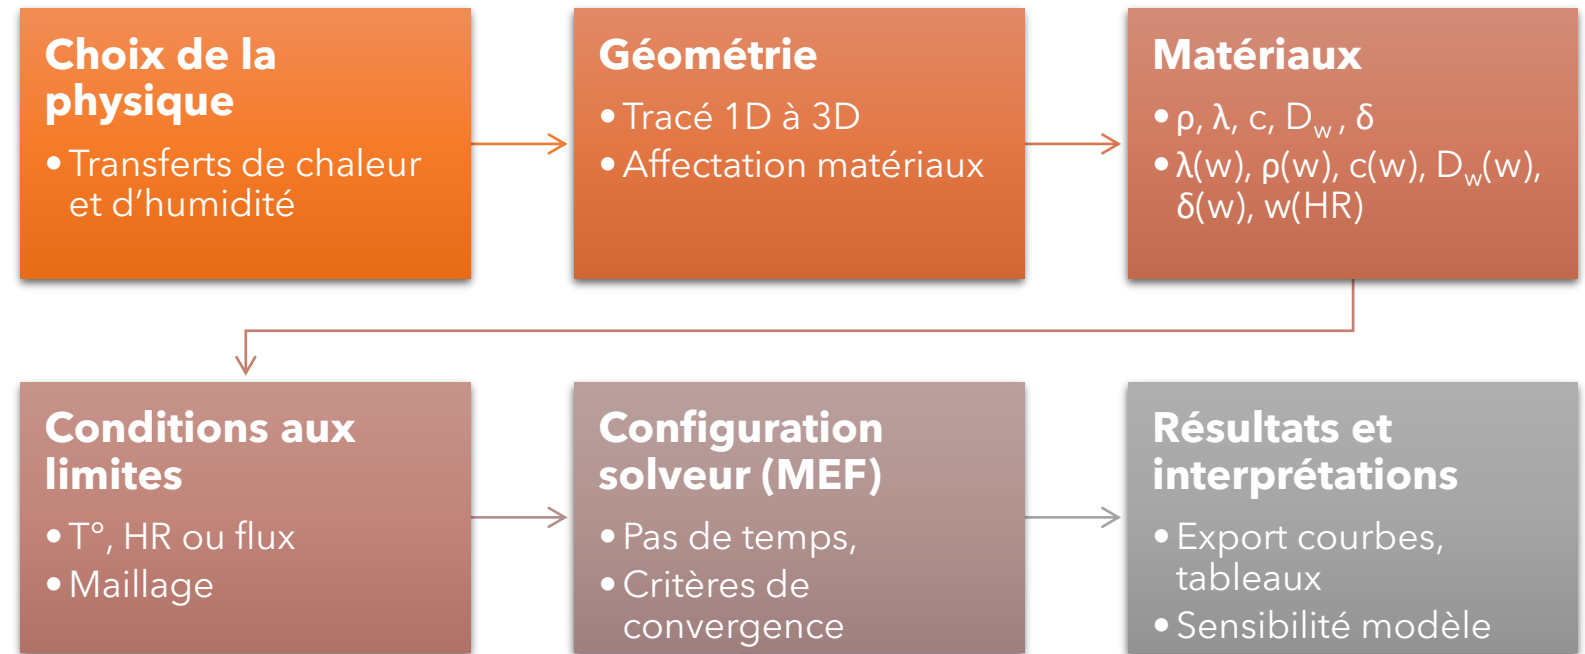 Choix de la
physique
• Transferts de chaleur
et d'humidité
Géométrie
• Tracé 1D à 3D
• Affectation matériaux
Matériaux
• ρ, λ, c, D_w , δ
• λ(w), ρ(w), c(w), D_w(w),
δ(w), w(HR)
Conditions aux
limites
• T°, HR ou flux
• Maillage
Configuration
solveur (MEF)
• Pas de temps,
• Critères de
convergence
Résultats et
interprétations
• Export courbes,
tableaux
• Sensibilité modèle